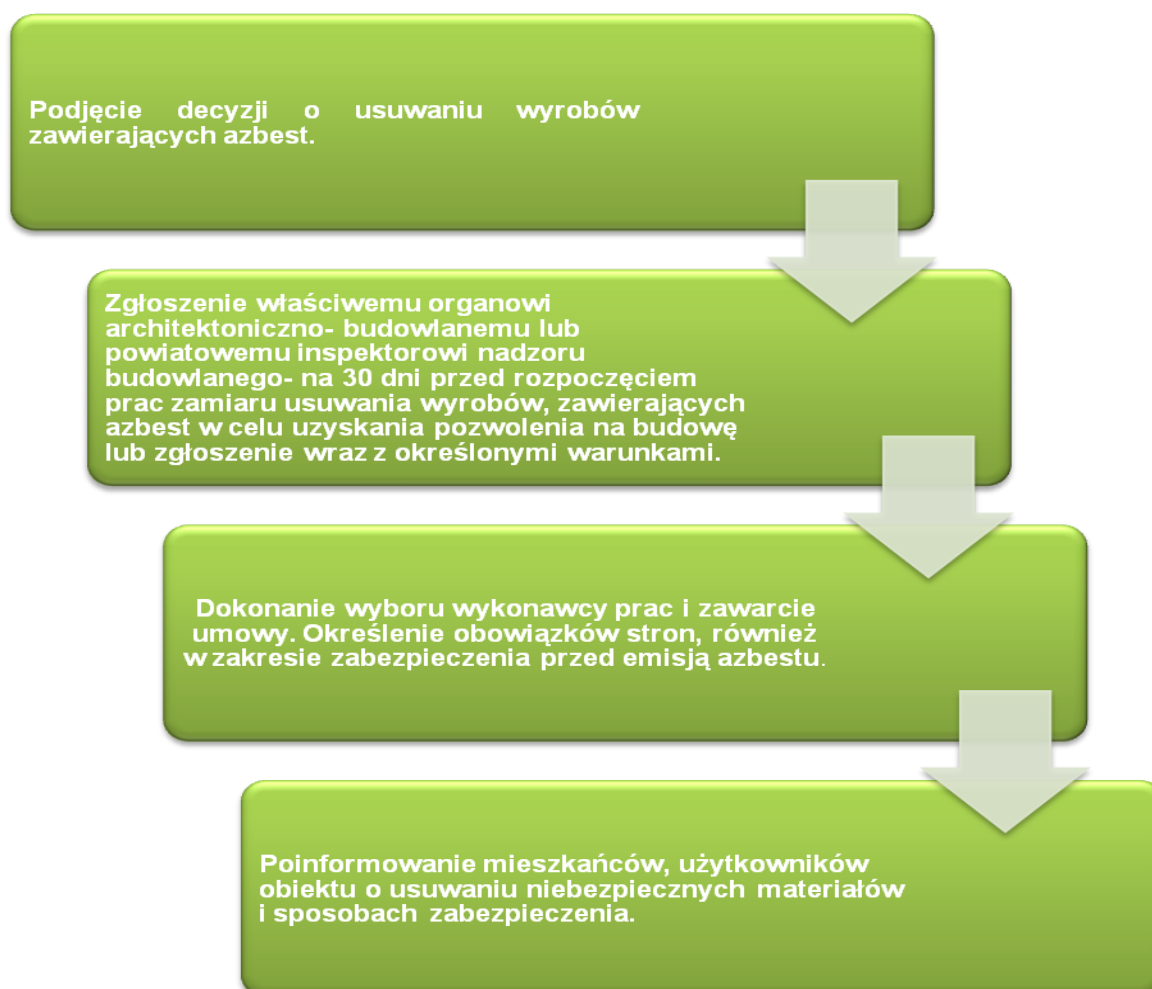 Podjęcie decyzji o usuwaniu wyrobów
zawierających azbest.
Zgłoszenie właściwemu organowi
architektoniczno- budowlanemu lub
powiatowemu inspektorowi nadzoru
budowlanego- na 30 dni przed rozpoczęciem
prac zamiaru usuwania wyrobów, zawierających
azbest w celu uzyskania pozwolenia na budowę
lub zgłoszenie wraz z określonymi warunkami.
Dokonanie wyboru wykonawcy prac i zawarcie
umowy. Określenie obowiązków stron, również
w zakresie zabezpieczenia przed emisją azbestu.
Poinformowanie mieszkańców, użytkowników
obiektu o usuwaniu niebezpiecznych materiałów
i sposobach zabezpieczenia.